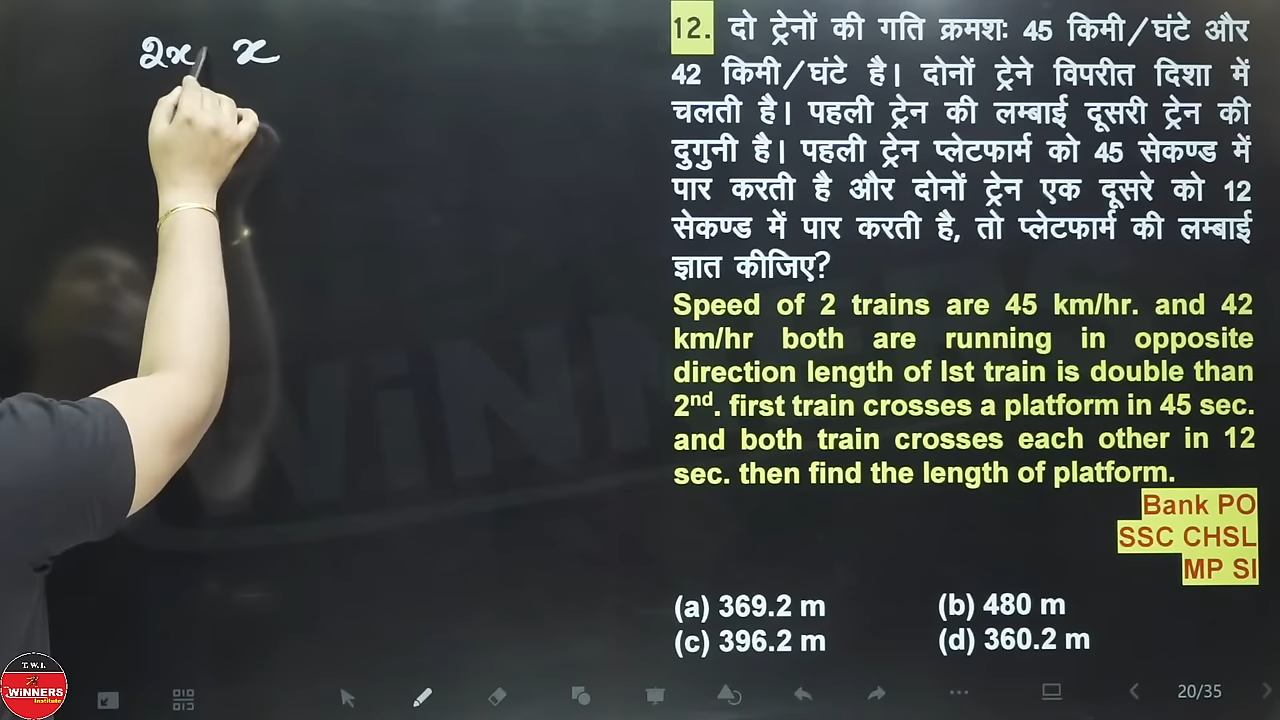 2x x
12. दो ट्रेनों की गति क्रमशः 45 किमी/घंटे और
42 किमी/घंटे है। दोनों ट्रेने विपरीत दिशा में
चलती है। पहली ट्रेन की लम्बाई दूसरी ट्रेन की
दुगुनी है। पहली ट्रेन प्लेटफार्म को 45 सेकण्ड में
पार करती है और दोनों ट्रेन एक दूसरे को 12
सेकण्ड में पार करती है, तो प्लेटफार्म की लम्बाई
ज्ञात कीजिए?
Speed of 2 trains are 45 km/hr. and 42
km/hr both are running in opposite
direction length of Ist train is double than
2nd. first train crosses a platform in 45 sec.
and both train crosses each other in 12
sec. then find the length of platform.
Bank PO
SSC CHSL
MP SI
(a) 369.2 m (b) 480 m
(c) 396.2 m (d) 360.2 m
T.W.I.
WINNERS
Institute
20/35